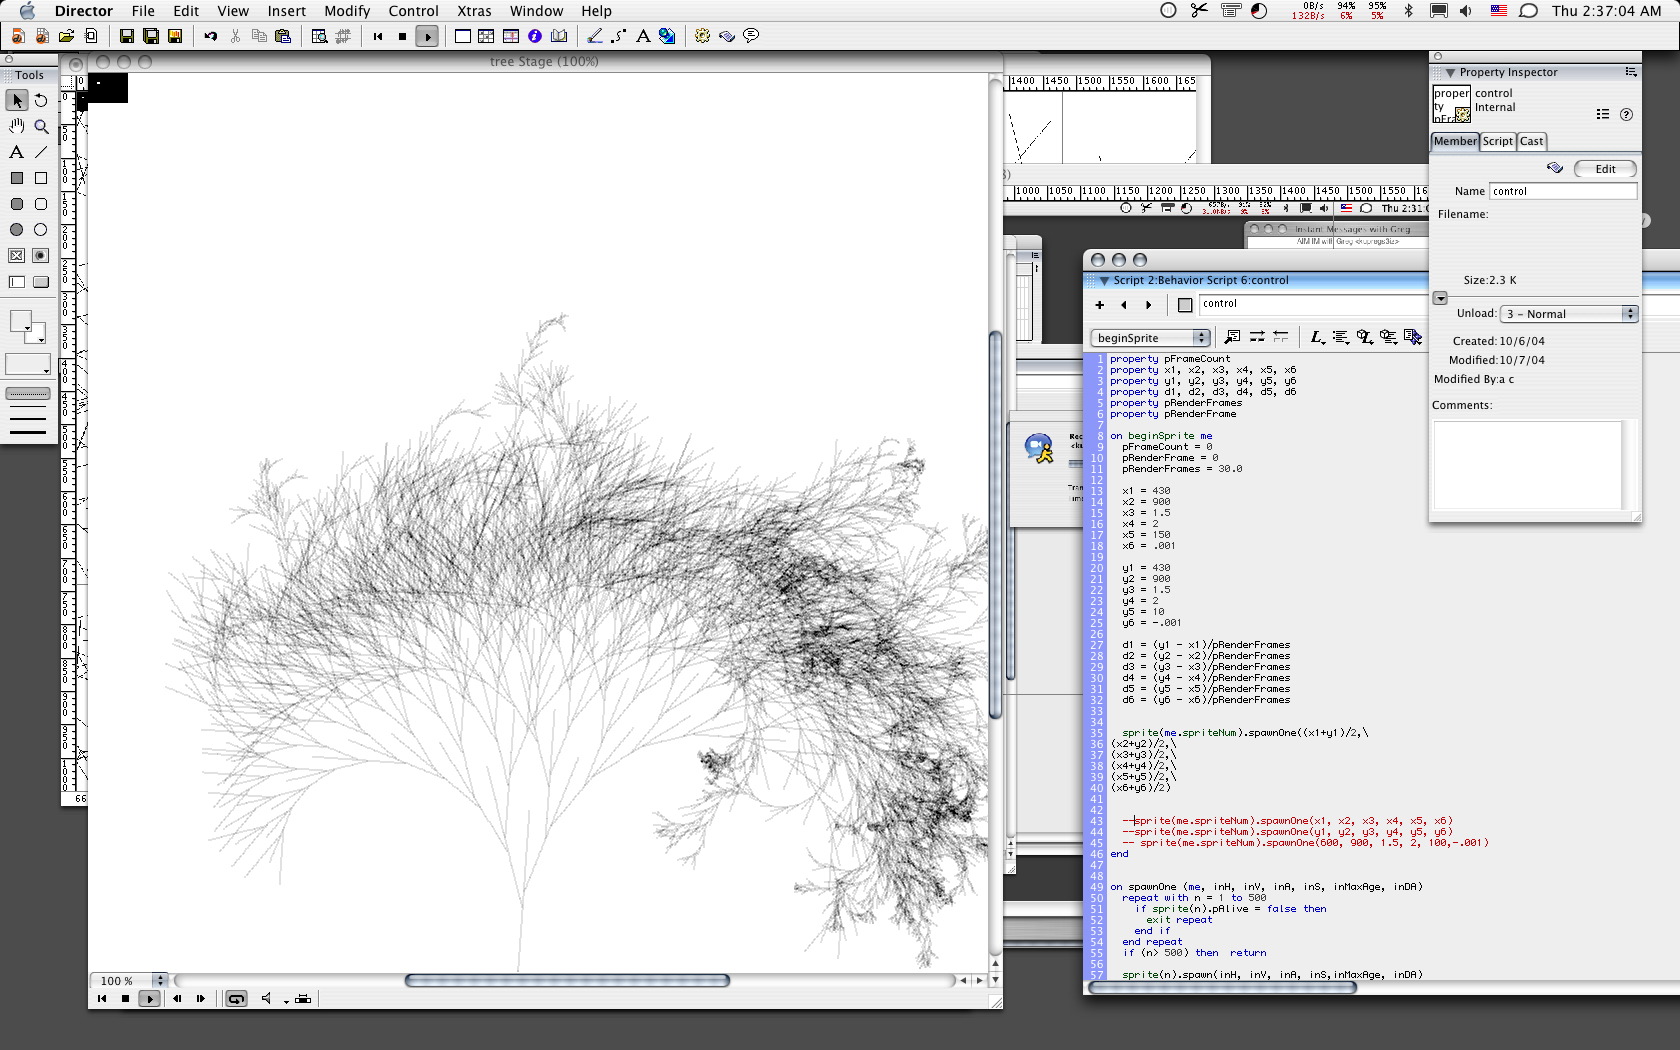 Director File Edit View Insert Modify Control Xtras Window Help
0B/s 94% 95%
132B/s 6% 5%
Thu 2:37:04 AM
Tools
tree Stage (100%)
1400 1450 1500 1550 1600 165
1000 1050 1100 1150 1200 1250 1300 1350 1400 1450 1500 1550
Instant Messages with Greg
100 %
Script 2:Behavior Script 6:control
control
beginSprite
1 property pFrameCount
2 property x1, x2, x3, x4, x5, x6
3 property y1, y2, y3, y4, y5, y6
4 property d1, d2, d3, d4, d5, d6
5 property pRenderFrames
6 property pRenderFrame
7
8 on beginSprite me
9 pFrameCount = 0
10 pRenderFrame = 0
11 pRenderFrames = 30.0
12
13 x1 = 430
14 x2 = 900
15 x3 = 1.5
16 x4 = 2
17 x5 = 150
18 x6 = .001
19
20 y1 = 430
21 y2 = 900
22 y3 = 1.5
23 y4 = 2
24 y5 = 10
25 y6 = -.001
26
27 d1 = (y1 - x1)/pRenderFrames
28 d2 = (y2 - x2)/pRenderFrames
29 d3 = (y3 - x3)/pRenderFrames
30 d4 = (y4 - x4)/pRenderFrames
31 d5 = (y5 - x5)/pRenderFrames
32 d6 = (y6 - x6)/pRenderFrames
33
34
35 sprite(me.spriteNum).spawnOne((x1+y1)/2,\
36 (x2+y2)/2,\
37 (x3+y3)/2,\
38 (x4+y4)/2,\
39 (x5+y5)/2,\
40 (x6+y6)/2)
41
42
43 --sprite(me.spriteNum).spawnOne(x1, x2, x3, x4, x5, x6)
44 --sprite(me.spriteNum).spawnOne(y1, y2, y3, y4, y5, y6)
45 -- sprite(me.spriteNum).spawnOne(600, 900, 1.5, 2, 100,-.001)
46 end
47
48
49 on spawnOne (me, inH, inV, inA, inS, inMaxAge, inDA)
50 repeat with n = 1 to 500
51 if sprite(n).pAlive = false then
52 exit repeat
53 end if
54 end repeat
55 if (n> 500) then return
56
57 sprite(n).spawn(inH, inV, inA, inS,inMaxAge, inDA)
Property Inspector
control
Internal
Member Script Cast
Edit
Name control
Filename:
Size:2.3 K
Unload: 3 - Normal
Created:10/6/04
Modified:10/7/04
Modified By:a c
Comments: